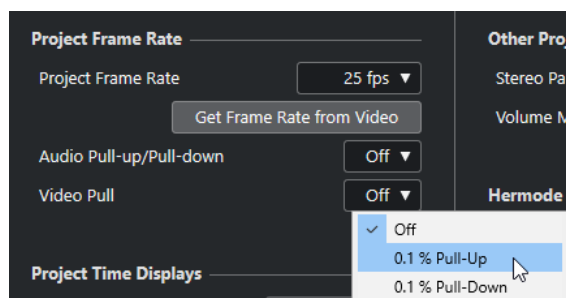 Project Frame Rate
Other Pro
Project Frame Rate 25 fps
Stereo Pa
Get Frame Rate from Video
Volume M
Audio Pull-up/Pull-down Off
Video Pull Off
Hermode
Off
0.1 % Pull-Up
Project Time Displays
0.1 % Pull-Down